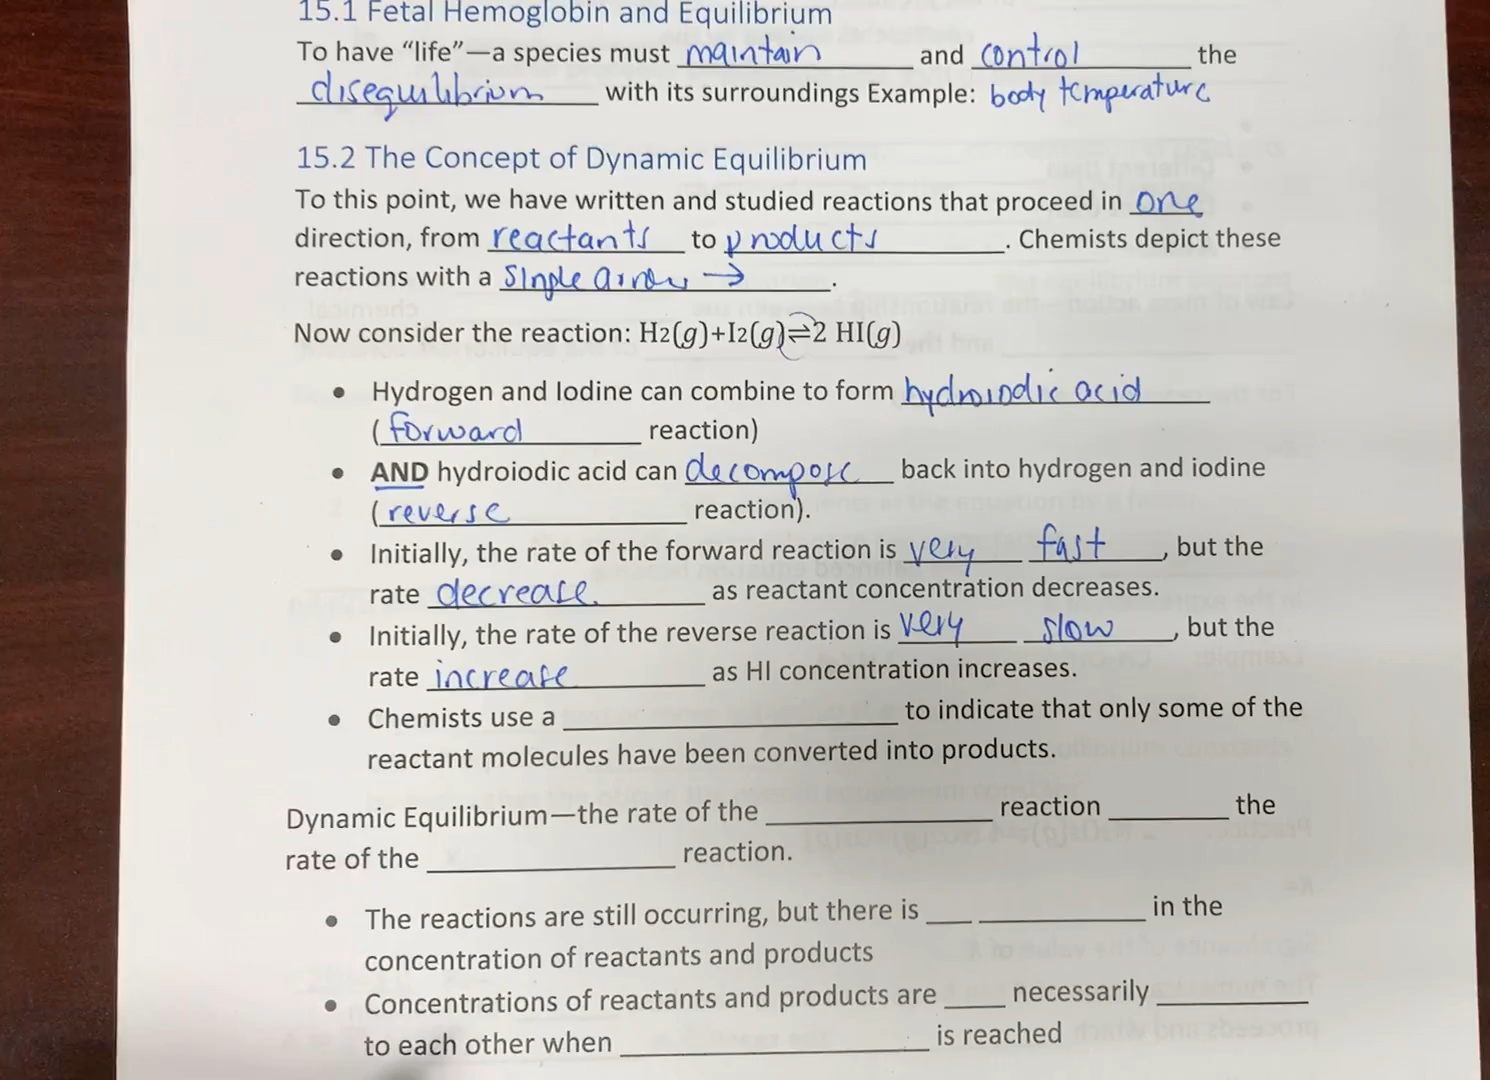 15.1 Fetal Hemoglobin and Equilibrium
To have “life”—a species must maintain and control the
disequilibrium with its surroundings Example: body temperature
15.2 The Concept of Dynamic Equilibrium
To this point, we have written and studied reactions that proceed in one
direction, from reactants to products. Chemists depict these
reactions with a single arrow →.
Now consider the reaction: H2(g)+I2(g)⇌2 HI(g)
• Hydrogen and Iodine can combine to form hydroiodic acid
(forward reaction)
• AND hydroiodic acid can decompose back into hydrogen and iodine
(reverse reaction).
• Initially, the rate of the forward reaction is very fast, but the
rate decrease as reactant concentration decreases.
• Initially, the rate of the reverse reaction is very slow, but the
rate increase as HI concentration increases.
• Chemists use a ____ to indicate that only some of the
reactant molecules have been converted into products.
Dynamic Equilibrium—the rate of the ____ reaction ____ the
rate of the ____ reaction.
• The reactions are still occurring, but there is __ ____ in the
concentration of reactants and products
• Concentrations of reactants and products are ___ necessarily ____
to each other when ____ is reached